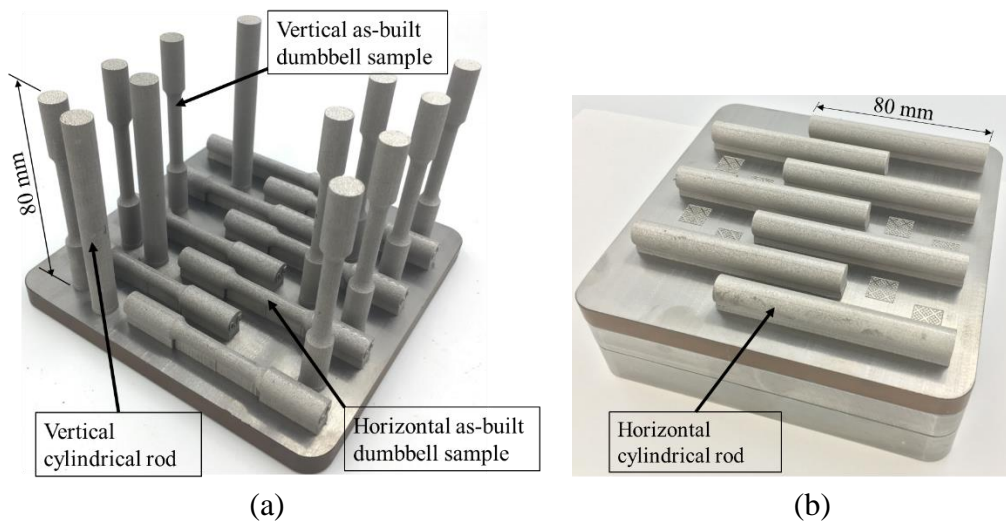 Vertical as-built
dumbbell sample
80 mm
Vertical
cylindrical rod
Horizontal as-built
dumbbell sample
(a)
80 mm
Horizontal
cylindrical rod
(b)